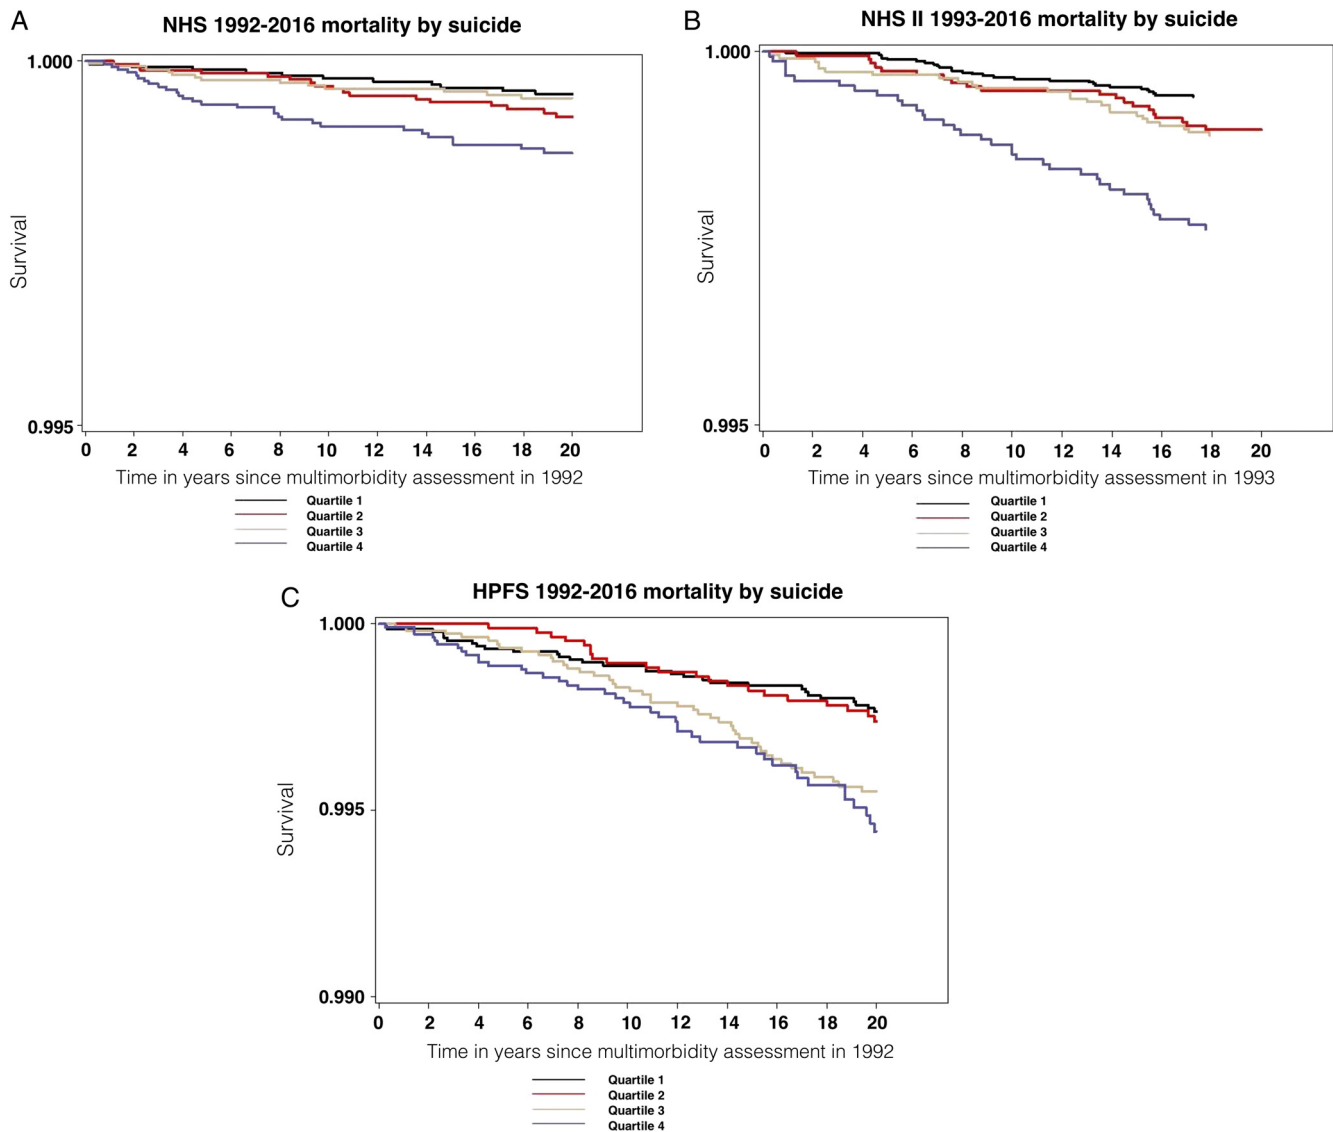 A
NHS 1992-2016 mortality by suicide
1.000
Survival
0.995
0 2 4 6 8 10 12 14 16 18 20
Time in years since multimorbidity assessment in 1992
Quartile 1
Quartile 2
Quartile 3
Quartile 4
B
NHS II 1993-2016 mortality by suicide
1.000
Survival
0.995
0 2 4 6 8 10 12 14 16 18 20
Time in years since multimorbidity assessment in 1993
Quartile 1
Quartile 2
Quartile 3
Quartile 4
C
HPFS 1992-2016 mortality by suicide
1.000
Survival
0.995
0.990
0 2 4 6 8 10 12 14 16 18 20
Time in years since multimorbidity assessment in 1992
Quartile 1
Quartile 2
Quartile 3
Quartile 4